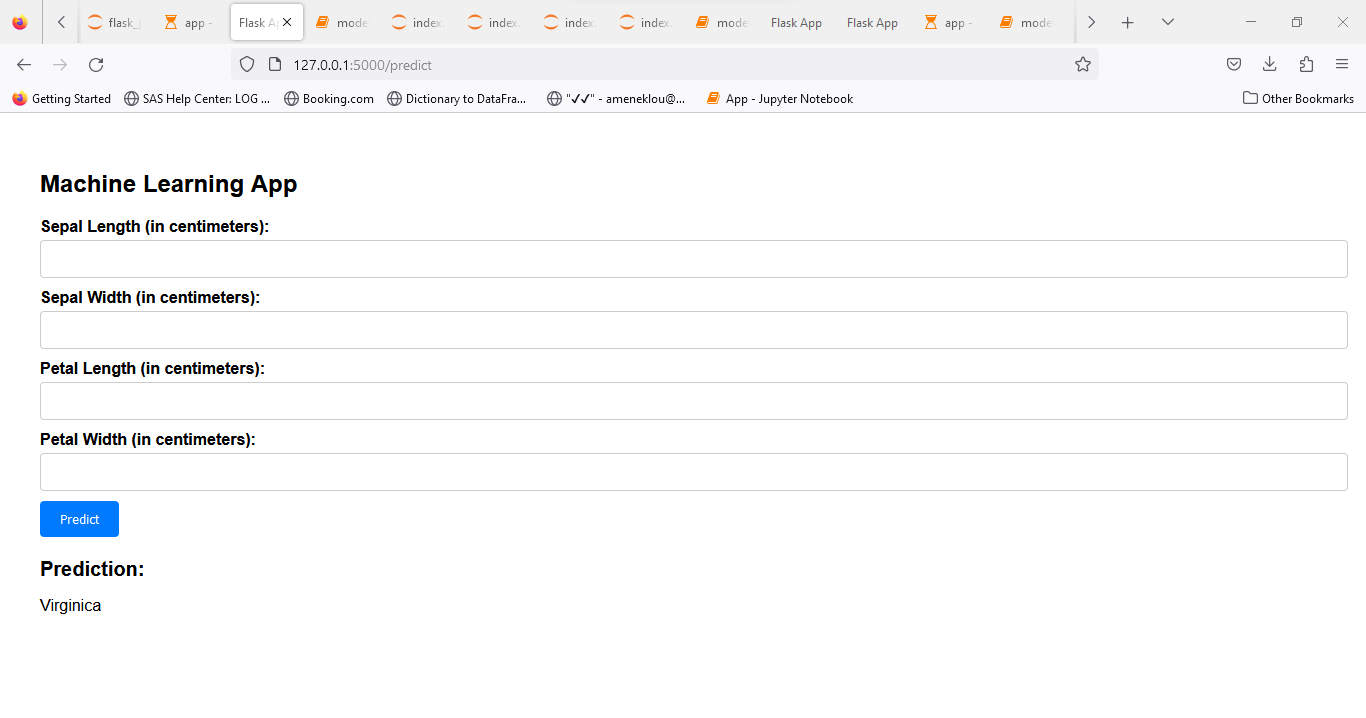 flask_ app - Flask Ap mode index. index. index. index. mode Flask App Flask App app - mode
127.0.0.1:5000/predict
Getting Started SAS Help Center: LOG ... Booking.com Dictionary to DataFra... "✓✓" - ameneklou@... App - Jupyter Notebook Other Bookmarks
Machine Learning App
Sepal Length (in centimeters):
Sepal Width (in centimeters):
Petal Length (in centimeters):
Petal Width (in centimeters):
Predict
Prediction:
Virginica